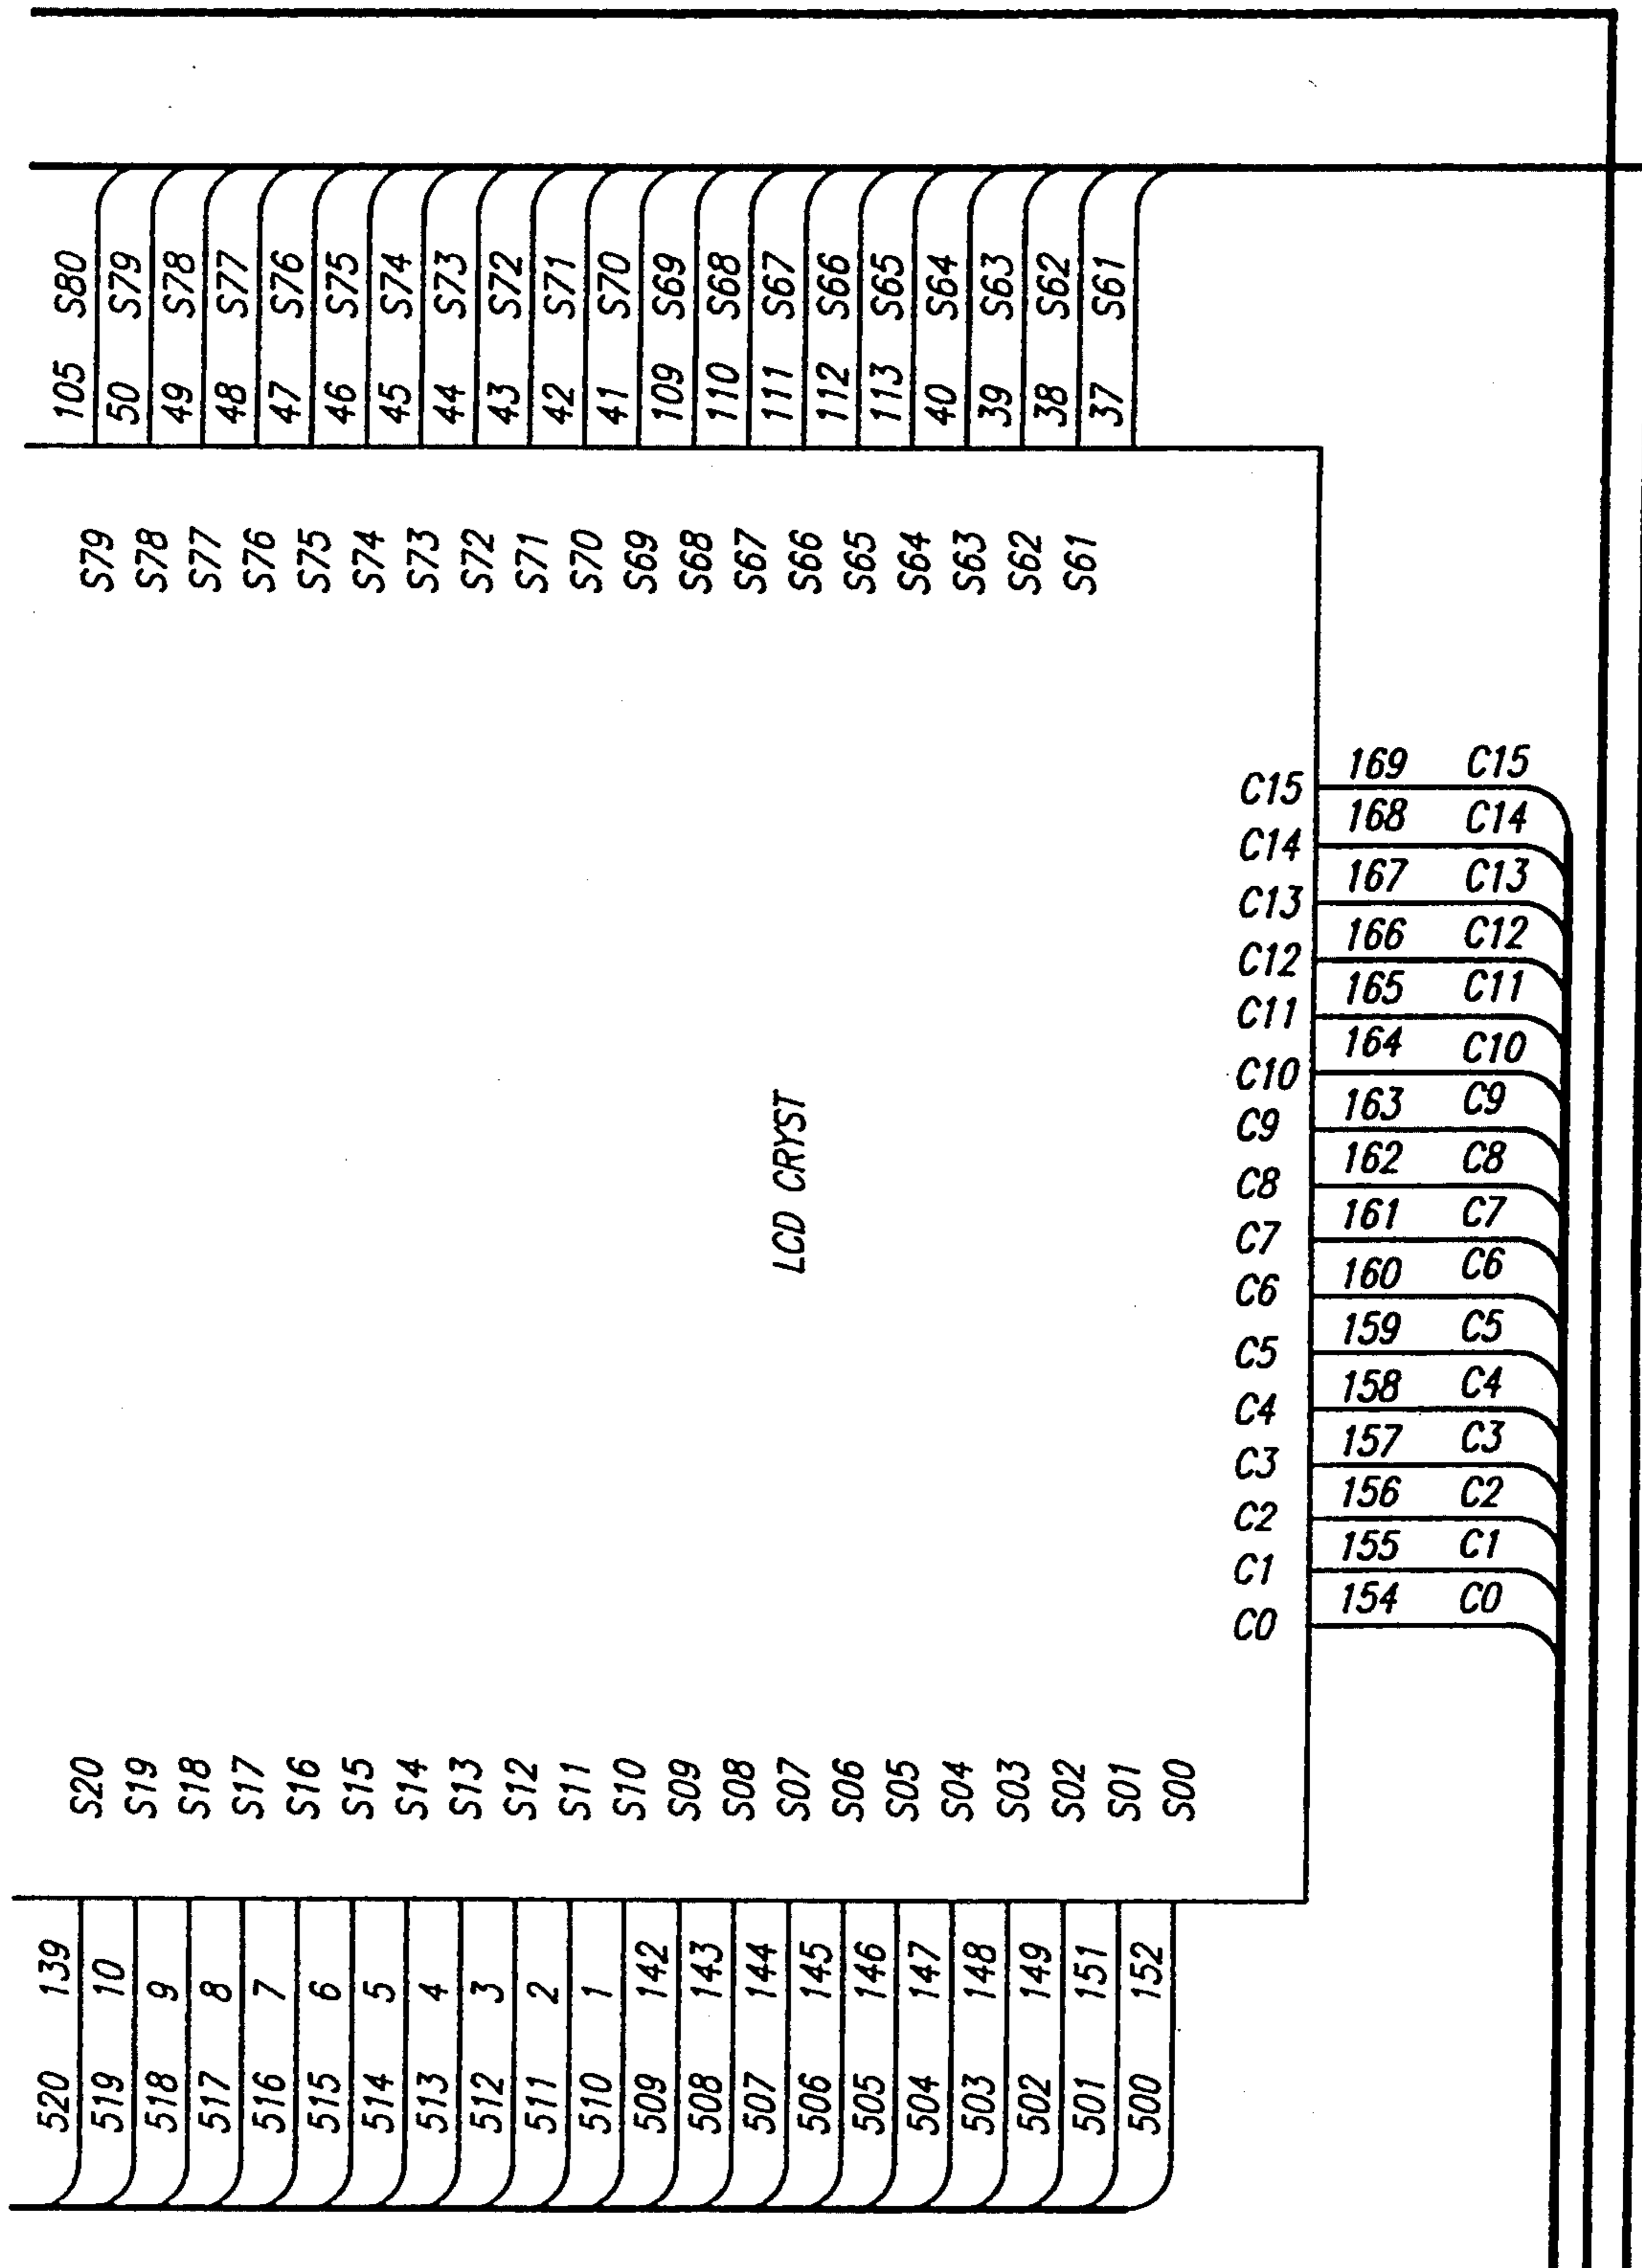 105 S80
50 S79
49 S78
48 S77
47 S76
46 S75
45 S74
44 S73
43 S72
42 S71
41 S70
109 S69
110 S68
111 S67
112 S66
113 S65
40 S64
39 S63
38 S62
37 S61
S79
S78
S77
S76
S75
S74
S73
S72
S71
S70
S69
S68
S67
S66
S65
S64
S63
S62
S61
C15 169 C15
C14 168 C14
C13 167 C13
C12 166 C12
C11 165 C11
C10 164 C10
C9 163 C9
C8 162 C8
C7 161 C7
C6 160 C6
C5 159 C5
C4 158 C4
C3 157 C3
C2 156 C2
C1 155 C1
C0 154 C0
LCD CRYST
S20
S19
S18
S17
S16
S15
S14
S13
S12
S11
S10
S09
S08
S07
S06
S05
S04
S03
S02
S01
S00
520 139
519 10
518 9
517 8
516 7
515 6
514 5
513 4
512 3
511 2
510 1
509 142
508 143
507 144
506 145
505 146
504 147
503 148
502 149
501 151
500 152